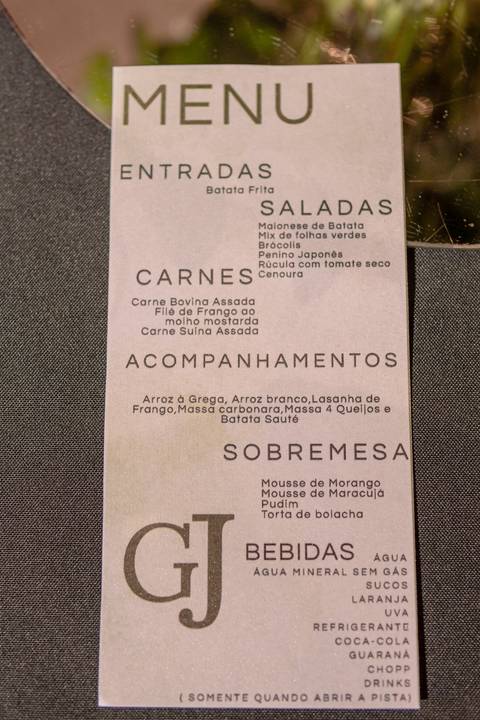 MENU
ENTRADAS
Batata Frita
SALADAS
Maionese de Batata
Mix de folhas verdes
Brócolis
Penino Japonês
Rúcula com tomate seco
Cenoura
CARNES
Carne Bovina Assada
Filé de Frango ao
molho mostarda
Carne Suína Assada
ACOMPANHAMENTOS
Arroz à Grega, Arroz branco,Lasanha de
Frango,Massa carbonara,Massa 4 Queijos e
Batata Sauté
SOBREMESA
Mousse de Morango
Mousse de Maracujá
Pudim
Torta de bolacha
GJ
BEBIDAS
ÁGUA
ÁGUA MINERAL SEM GÁS
SUCOS
LARANJA
UVA
REFRIGERANTE
COCA-COLA
GUARANÁ
CHOPP
DRINKS
( SOMENTE QUANDO ABRIR A PISTA)